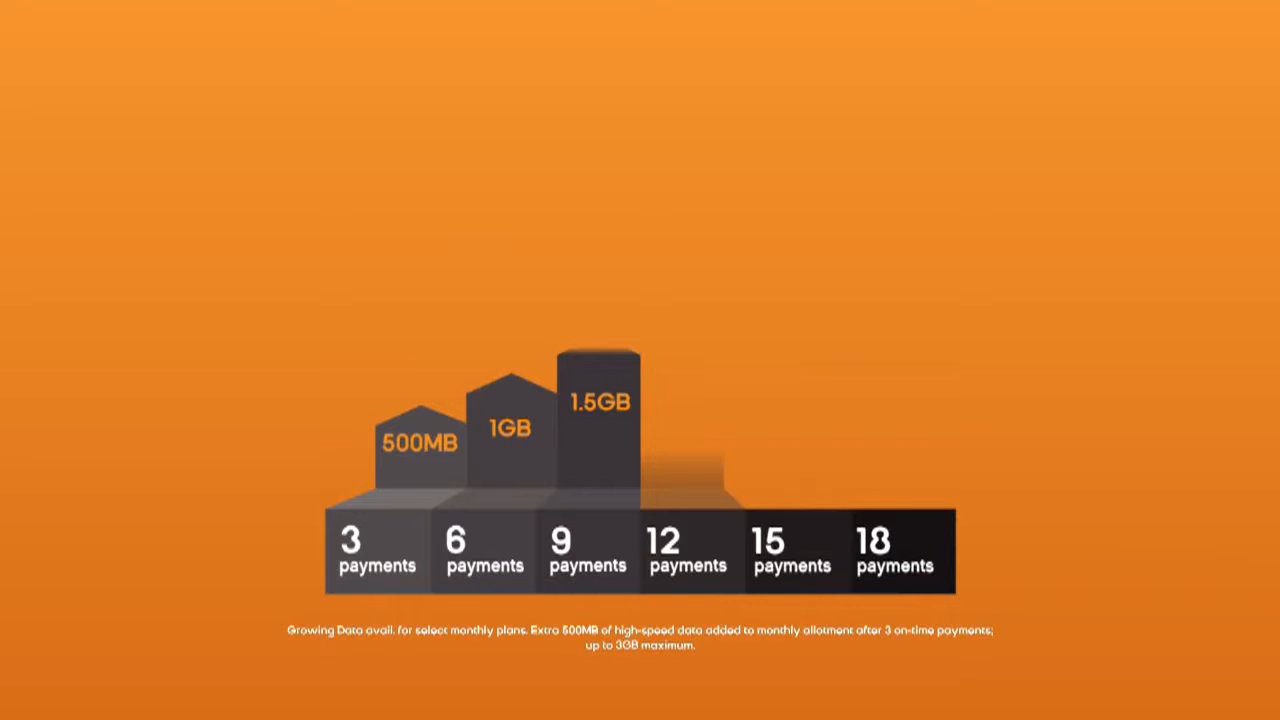 500MB
1GB
1.5GB
3 6 9 12 15 18
payments payments payments payments payments payments
Growing Data avail. for select monthly plans. Extra 500MB of high-speed data added to monthly allotment after 3 on-time payments;
up to 3GB maximum.